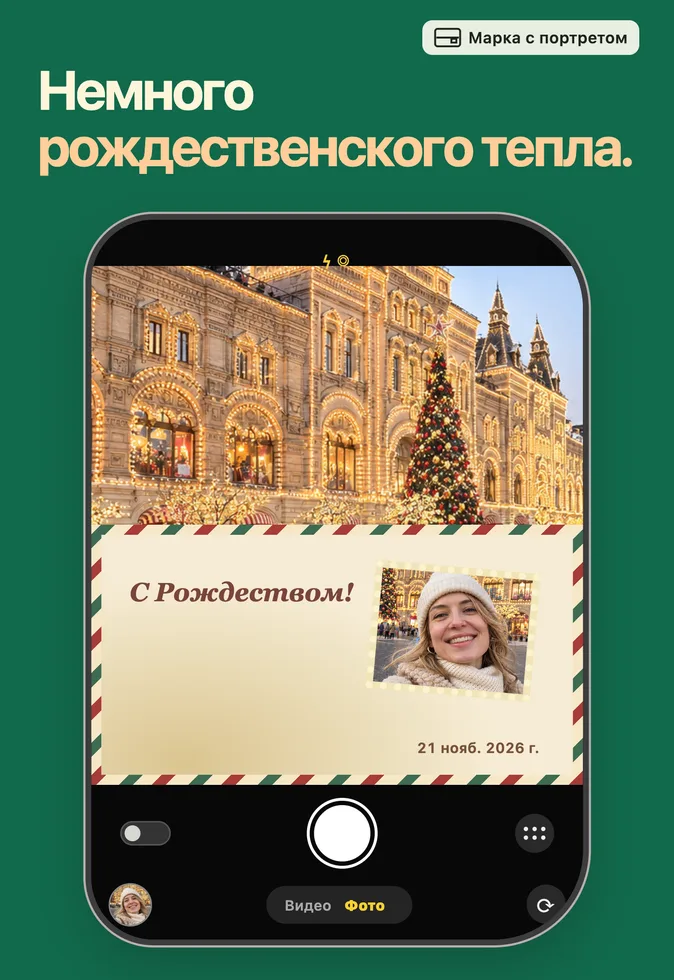 Марка с портретом
Немного
рождественского тепла.
С Рождеством!
21 нояб. 2026 г.
Видео Фото